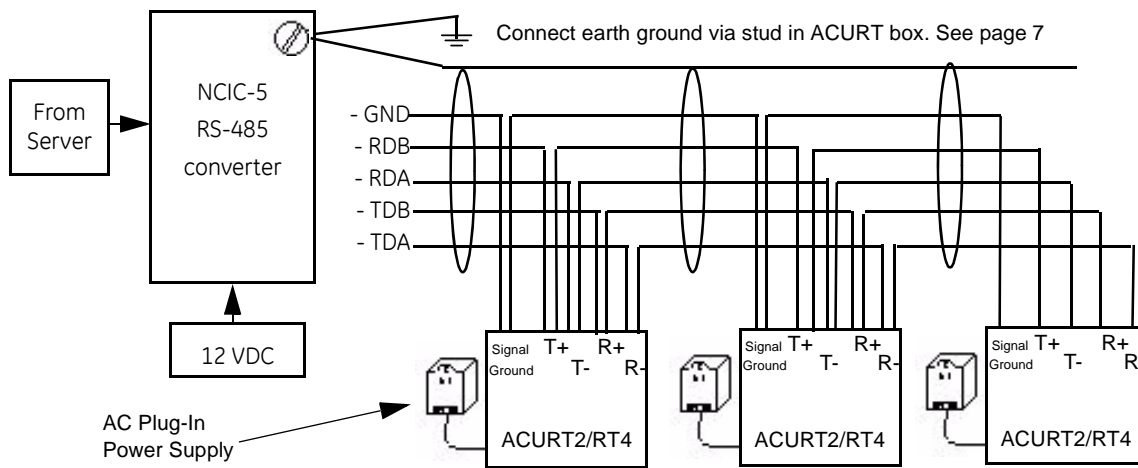 Connect earth ground via stud in ACURT box. See page 7
From
Server
NCIC-5
RS-485
converter
12 VDC
- GND
- RDB
- RDA
- TDB
- TDA
Signal
Ground
T+
T-
R+
R-
ACURT2/RT4
Signal
Ground
T+
T-
R+
R-
ACURT2/RT4
Signal
Ground
T+
T-
R+
R
ACURT2/RT4
AC Plug-In
Power Supply